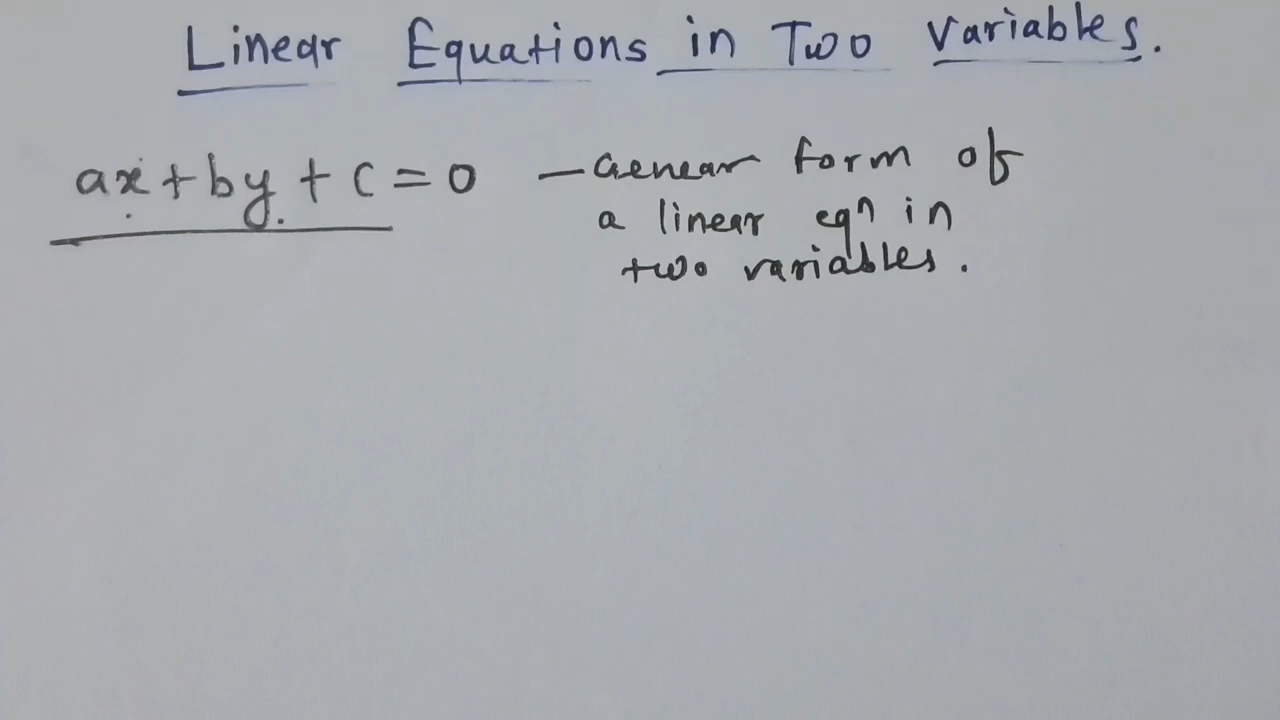 Linear Equations in Two Variables.
ax + by + c = 0 — Genear form of
a linear eqn in
two variables.